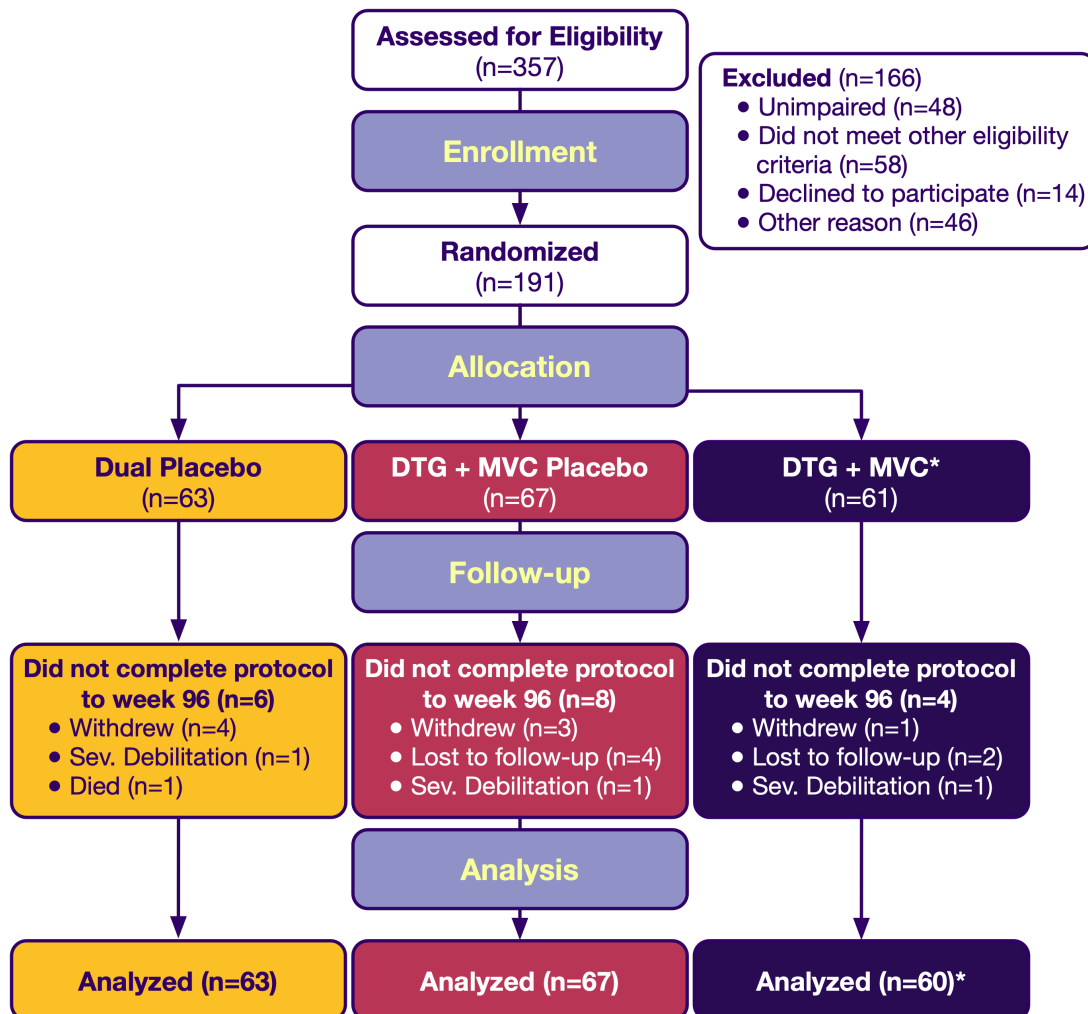 Assessed for Eligibility
(n=357)
Excluded (n=166)
● Unimpaired (n=48)
● Did not meet other eligibility
criteria (n=58)
● Declined to participate (n=14)
● Other reason (n=46)
Enrollment
Randomized
(n=191)
Allocation
Dual Placebo
(n=63)
DTG + MVC Placebo
(n=67)
DTG + MVC*
(n=61)
Follow-up
Did not complete protocol
to week 96 (n=6)
● Withdrew (n=4)
● Sev. Debilitation (n=1)
● Died (n=1)
Did not complete protocol
to week 96 (n=8)
● Withdrew (n=3)
● Lost to follow-up (n=4)
● Sev. Debilitation (n=1)
Did not complete protocol
to week 96 (n=4)
● Withdrew (n=1)
● Lost to follow-up (n=2)
● Sev. Debilitation (n=1)
Analysis
Analyzed (n=63)
Analyzed (n=67)
Analyzed (n=60)*